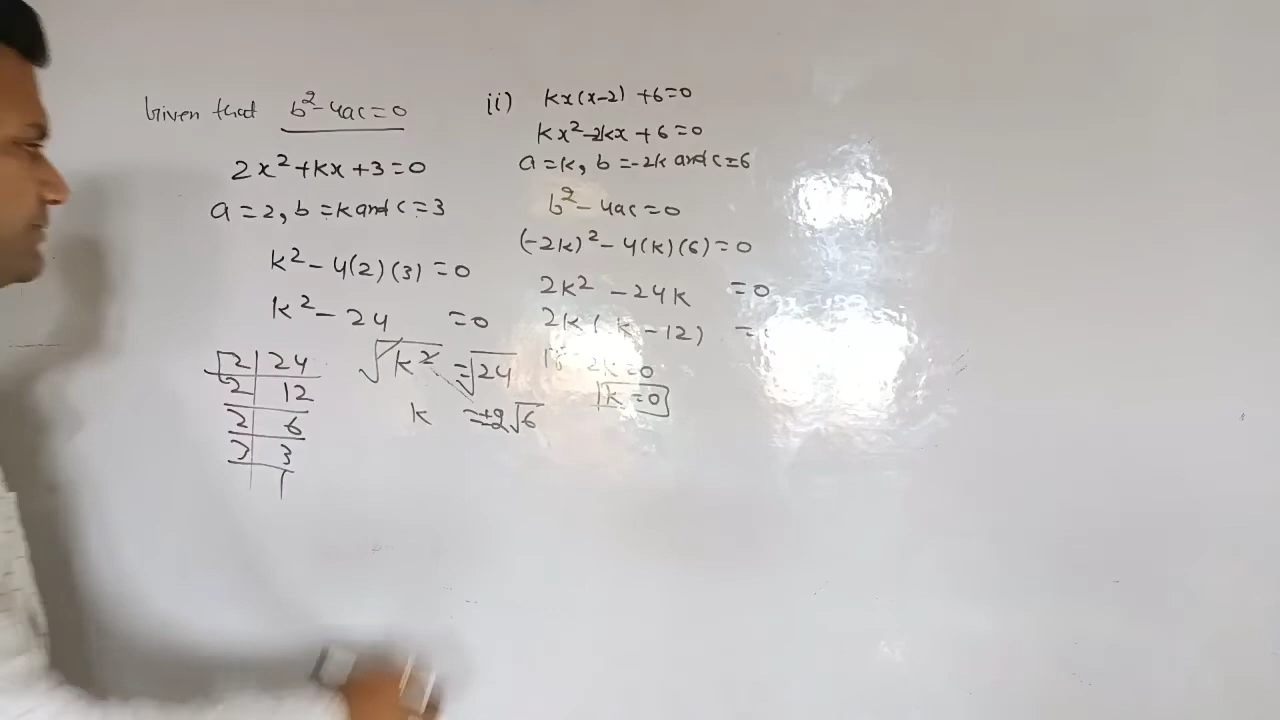 Given that b²-4ac=0
2x²+kx+3=0
a=2, b=k and c=3
k²-4(2)(3)=0
k²-24 =0
√k² =√24
k =±2√6
2|24
2|12
2|6
3|3
1
ii) kx(x-2)+6=0
kx²-2kx+6=0
a=k, b=-2k and c=6
b²-4ac=0
(-2k)²-4(k)(6)=0
2k²-24k =0
2k(k-12) =
If 2k=0
k=0